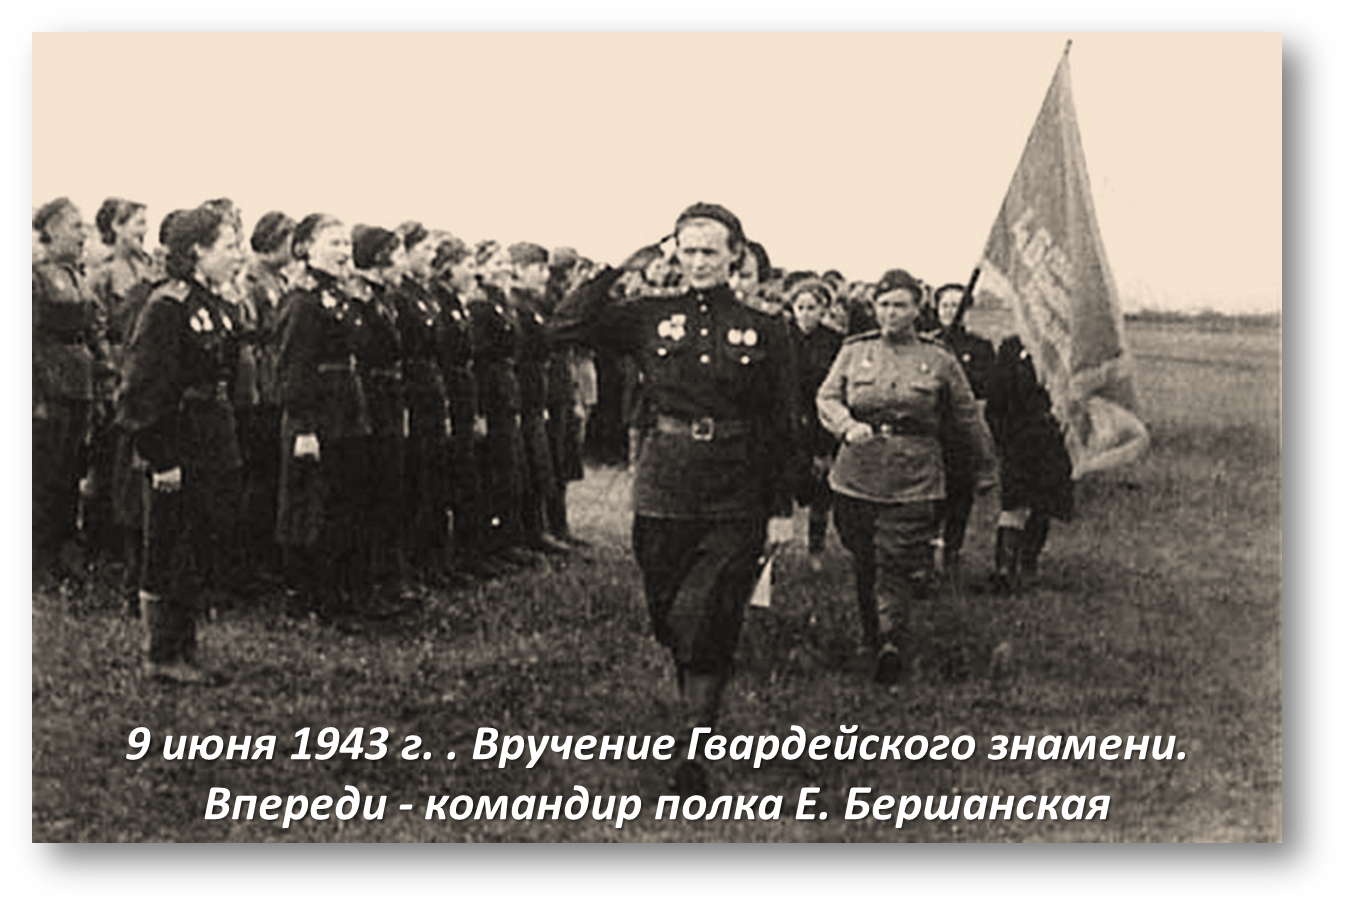 9 июня 1943 г. . Вручение Гвардейского знамени.
Впереди - командир полка Е. Бершанская